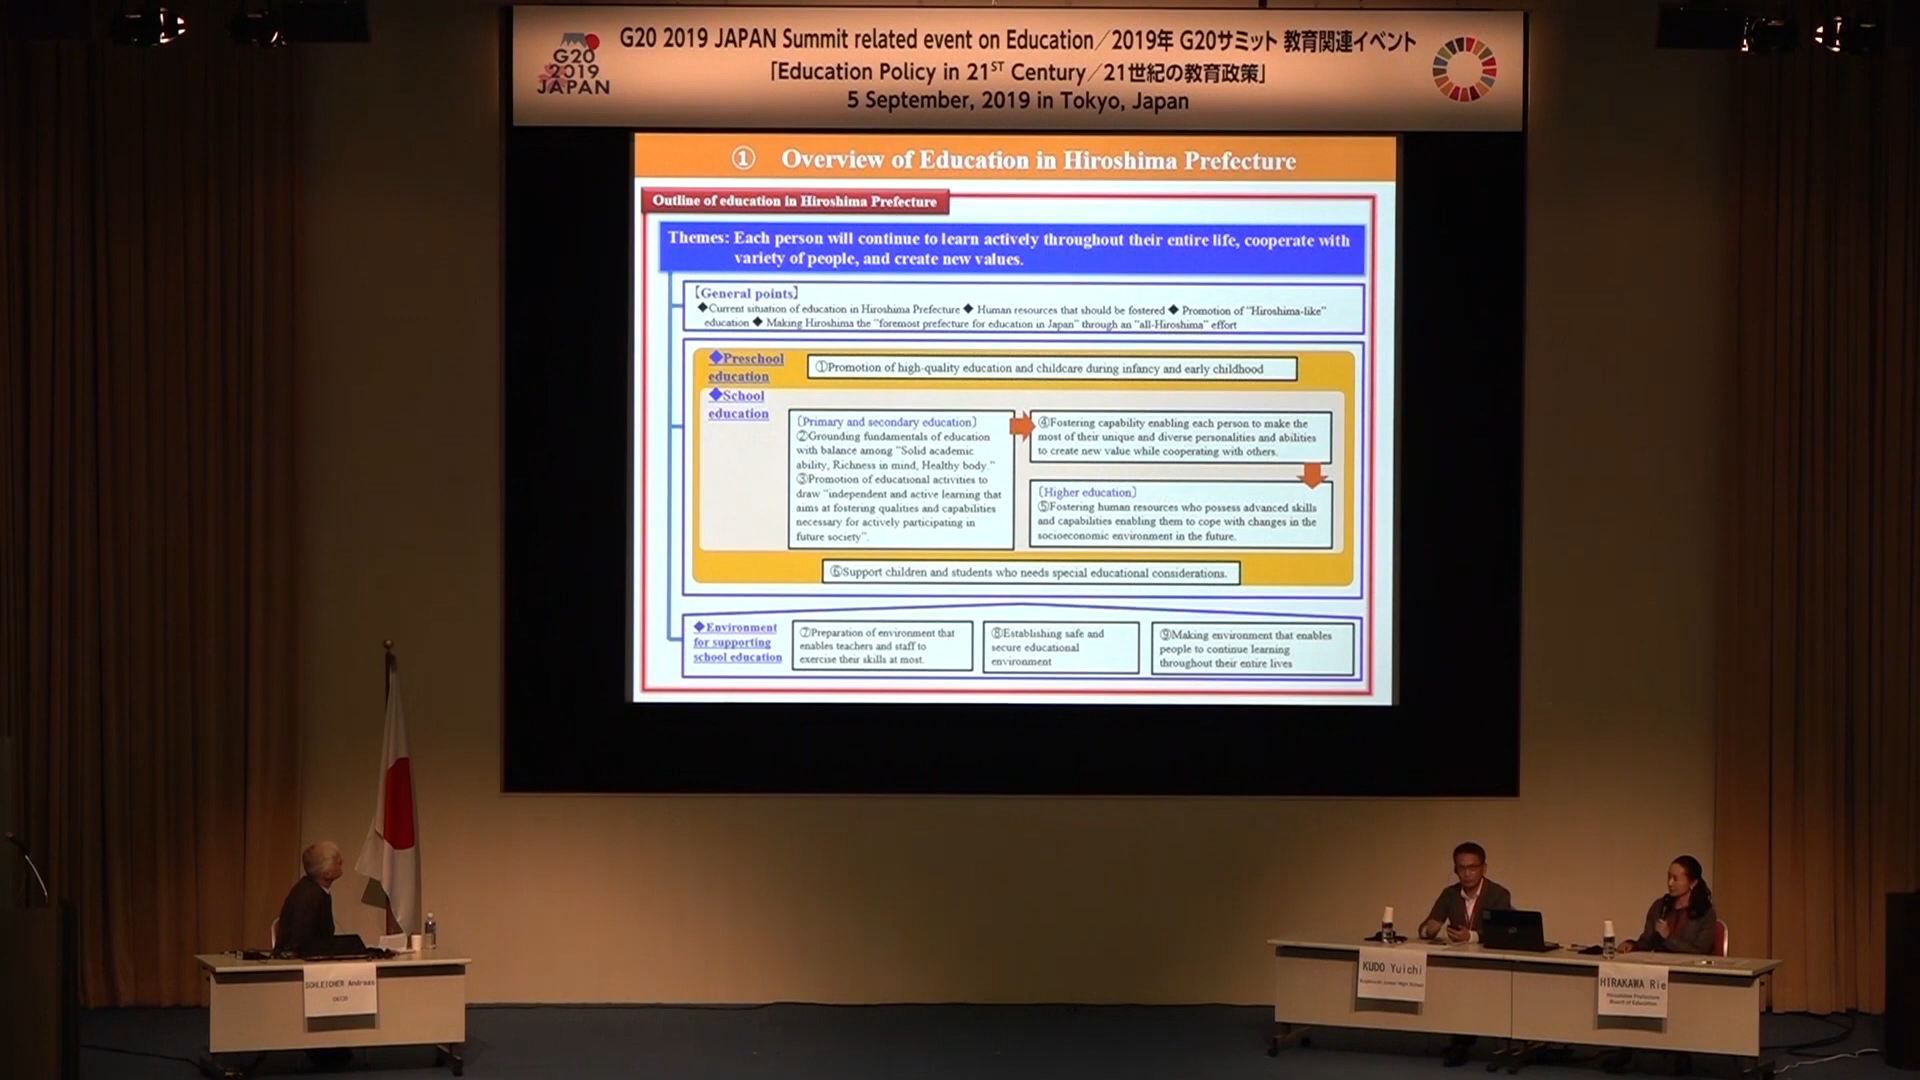 G20
2019
JAPAN
G20 2019 JAPAN Summit related event on Education/2019年 G20サミット 教育関連イベント
「Education Policy in 21ST Century/21世紀の教育政策」
5 September, 2019 in Tokyo, Japan
① Overview of Education in Hiroshima Prefecture
Outline of education in Hiroshima Prefecture
Themes: Each person will continue to learn actively throughout their entire life, cooperate with
variety of people, and create new values.
【General points】
◆Current situation of education in Hiroshima Prefecture ◆ Human resources that should be fostered ◆ Promotion of "Hiroshima-like"
education ◆ Making Hiroshima the "foremost prefecture for education in Japan" through an "all-Hiroshima" effort
◆Preschool
education
①Promotion of high-quality education and childcare during infancy and early childhood
◆School
education
〔Primary and secondary education〕
②Grounding fundamentals of education
with balance among "Solid academic
ability, Richness in mind, Healthy body."
③Promotion of educational activities to
draw "independent and active learning that
aims at fostering qualities and capabilities
necessary for actively participating in
future society".
④Fostering capability enabling each person to make the
most of their unique and diverse personalities and abilities
to create new value while cooperating with others.
〔Higher education〕
⑤Fostering human resources who possess advanced skills
and capabilities enabling them to cope with changes in the
socioeconomic environment in the future.
⑥Support children and students who needs special educational considerations.
◆Environment
for supporting
school education
⑦Preparation of environment that
enables teachers and staff to
exercise their skills at most.
⑧Establishing safe and
secure educational
environment
⑨Making environment that enables
people to continue learning
throughout their entire lives
SCHLEICHER Andreas
OECD
KUDO Yuichi
Junior High School
HIRAKAWA Rie
Hiroshima Prefecture
Board of Education